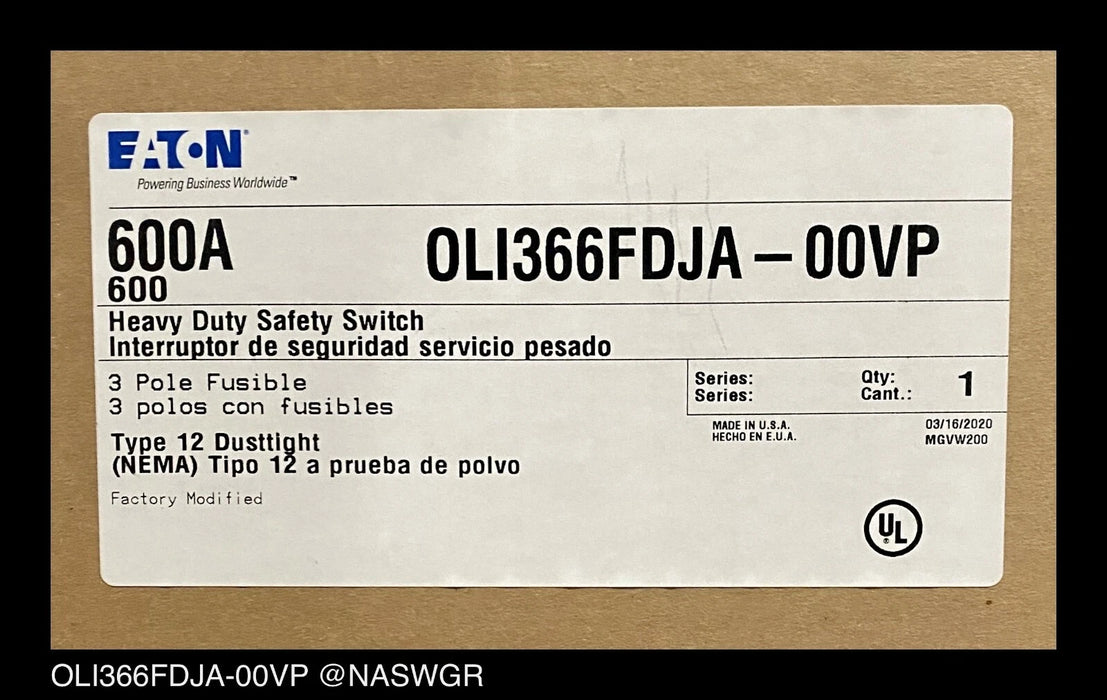 EATON
Powering Business Worldwide™
600A
OLI366FDJA-00VP
600
Heavy Duty Safety Switch
Interruptor de seguridad servicio pesado
3 Pole Fusible
3 polos con fusibles
Series:
Series:
Qty:
Cant.:
1
Type 12 Dusttight
(NEMA) Tipo 12 a prueba de polvo
MADE IN U.S.A.
HECHO EN E.U.A.
03/16/2020
MGVW200
Factory Modified
UL
OLI366FDJA-00VP @NASWGR